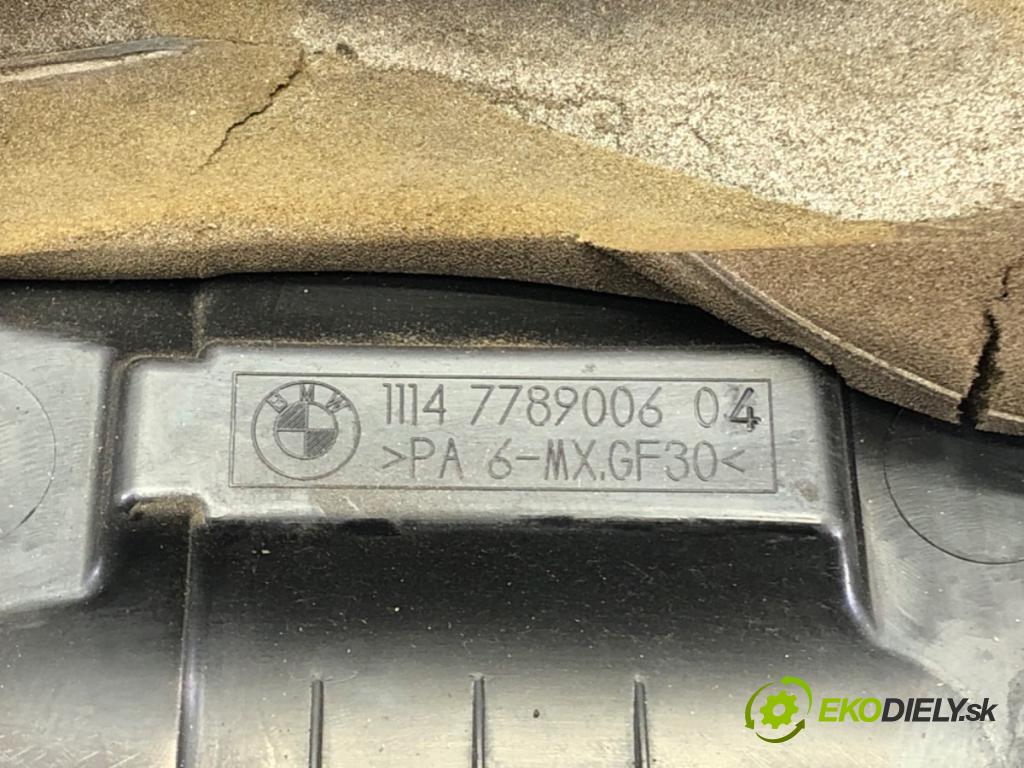 BMW
1114 7789006 04
>PA 6-MX.GF30<
EKODIELY.sk